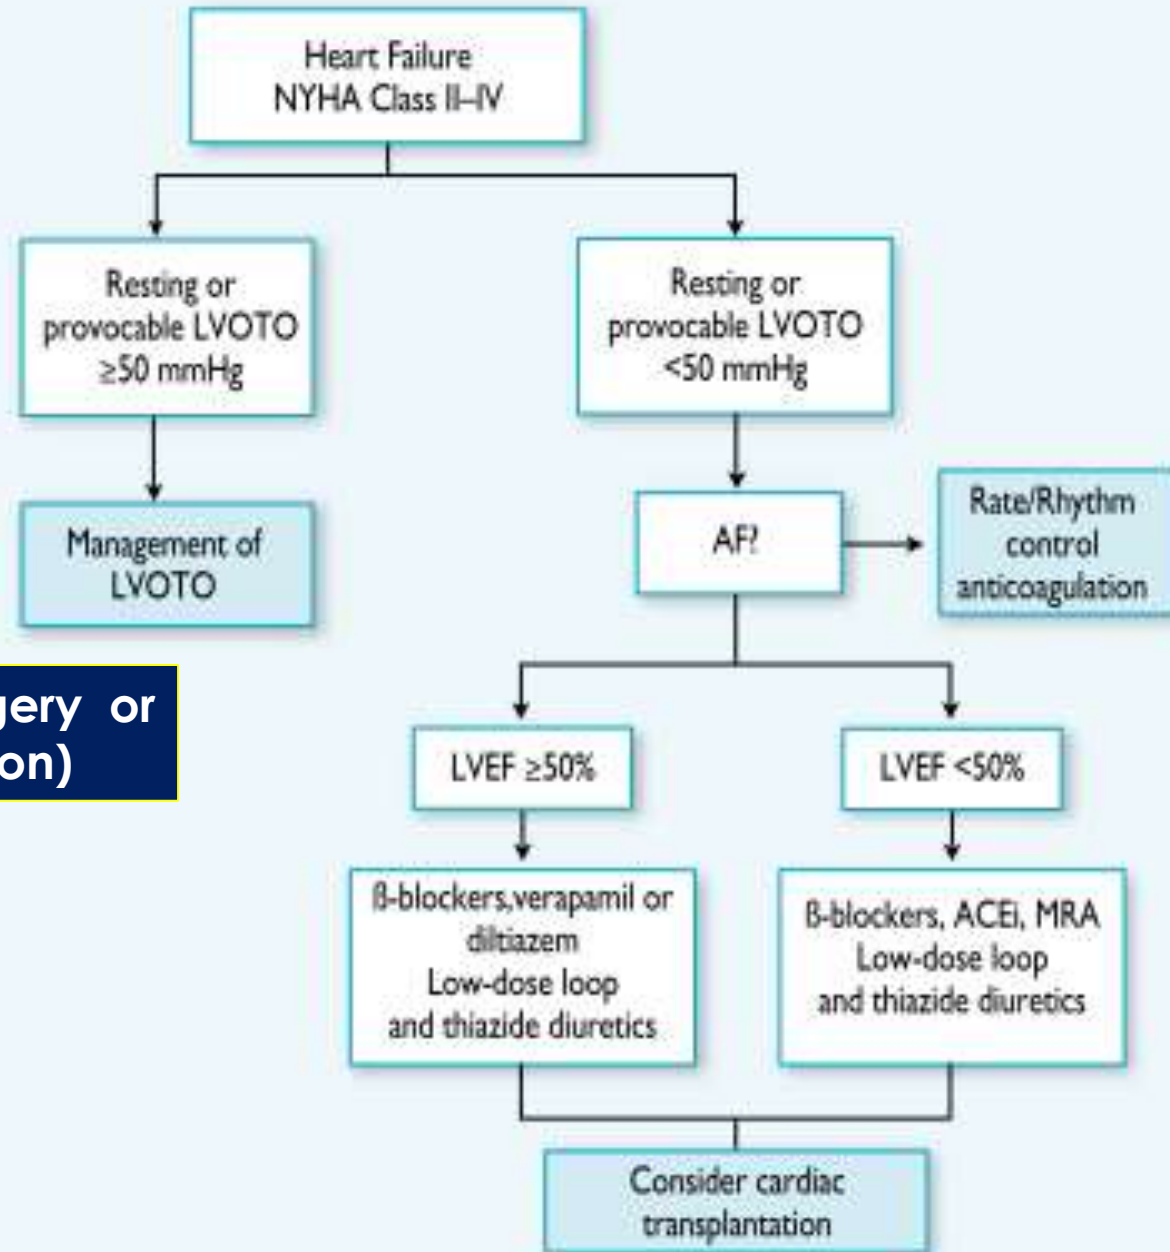 Heart Failure
NYHA Class II–IV
Resting or
provocable LVOTO
≥50 mmHg
Resting or
provocable LVOTO
<50 mmHg
Management of
LVOTO
AF?
Rate/Rhythm
control
anticoagulation
gery or
on)
LVEF ≥50%
LVEF <50%
ß-blockers,verapamil or
diltiazem
Low-dose loop
and thiazide diuretics
ß-blockers, ACEi, MRA
Low-dose loop
and thiazide diuretics
Consider cardiac
transplantation